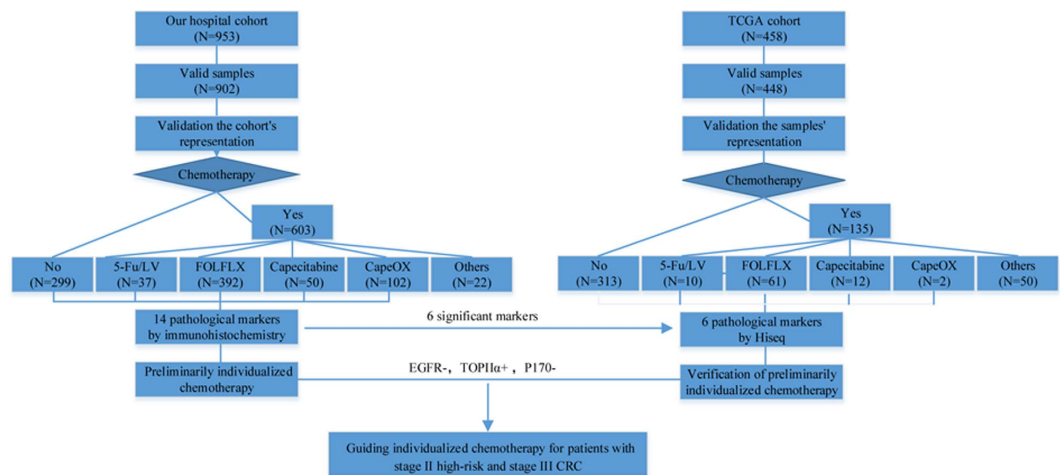 Our hospital cohort
(N=953)
TCGA cohort
(N=458)
Valid samples
(N=902)
Valid samples
(N=448)
Validation the cohort's
representation
Validation the samples'
representation
Chemotherapy
Chemotherapy
Yes
(N=603)
Yes
(N=135)
No
(N=299)
5-Fu/LV
(N=37)
FOLFLX
(N=392)
Capecitabine
(N=50)
CapeOX
(N=102)
Others
(N=22)
No
(N=313)
5-Fu/LV
(N=10)
FOLFLX
(N=61)
Capecitabine
(N=12)
CapeOX
(N=2)
Others
(N=50)
14 pathological markers
by immunohistochemistry
6 significant markers
6 pathological markers
by Hiseq
Preliminarily individualized
chemotherapy
EGFR-, TOPIIα+ , P170-
Verification of preliminarily
individualized chemotherapy
Guiding individualized chemotherapy for patients with
stage II high-risk and stage III CRC